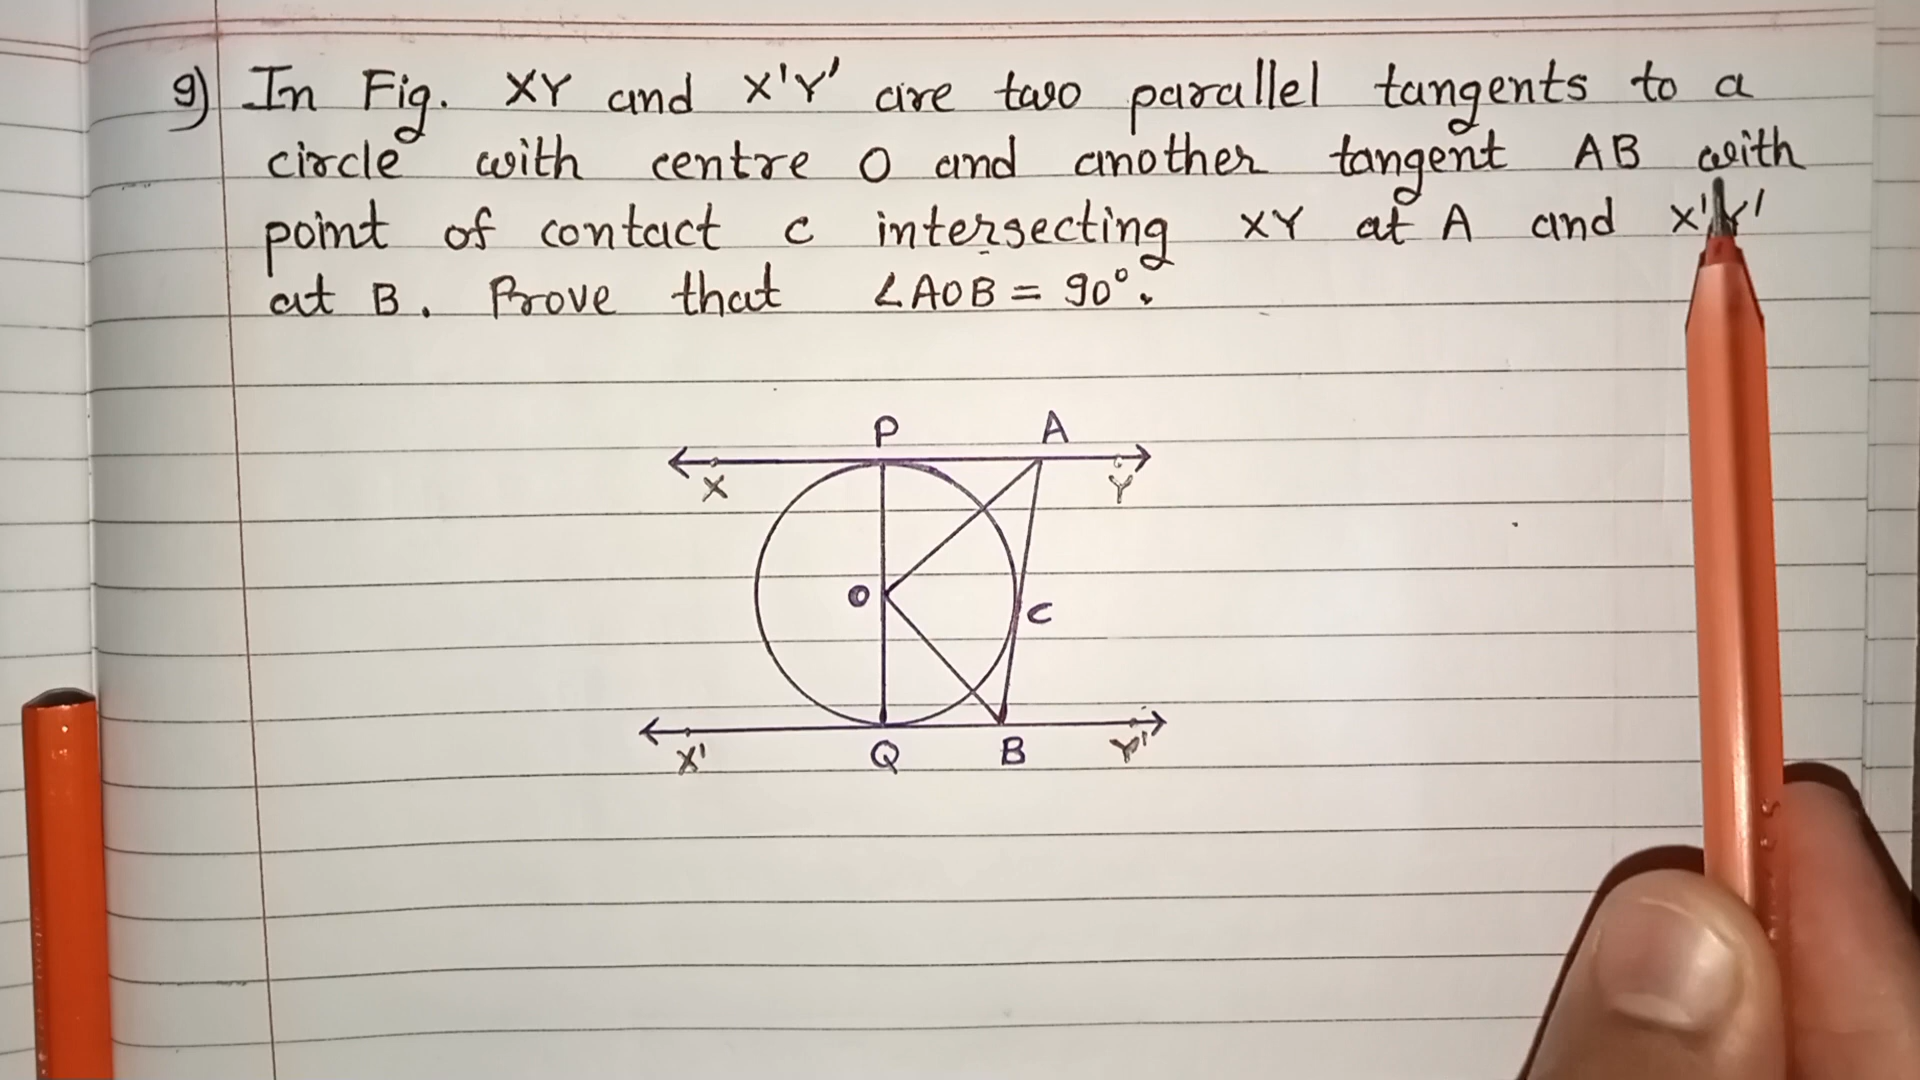 9) In Fig. XY and X'Y' are two parallel tangents to a
circle with centre O and another tangent AB with
point of contact C intersecting XY at A and X'Y'
at B. Prove that ∠AOB = 90°.
P A
X Y
O C
X' Q B Y'